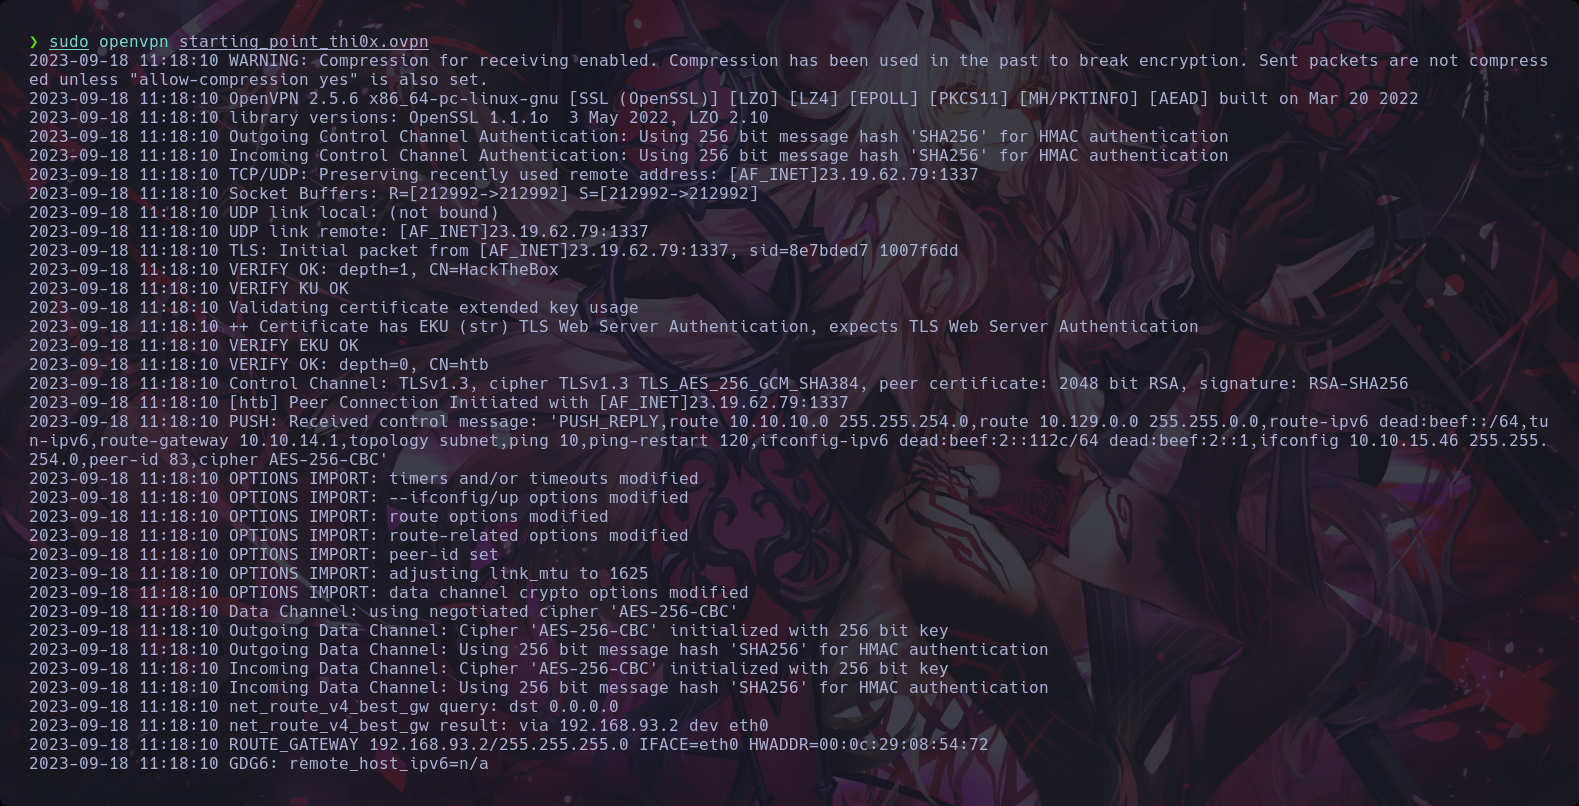 ❯ sudo openvpn starting_point_thi0x.ovpn
2023-09-18 11:18:10 WARNING: Compression for receiving enabled. Compression has been used in the past to break encryption. Sent packets are not compress
ed unless "allow-compression yes" is also set.
2023-09-18 11:18:10 OpenVPN 2.5.6 x86_64-pc-linux-gnu [SSL (OpenSSL)] [LZO] [LZ4] [EPOLL] [PKCS11] [MH/PKTINFO] [AEAD] built on Mar 20 2022
2023-09-18 11:18:10 library versions: OpenSSL 1.1.1o  3 May 2022, LZO 2.10
2023-09-18 11:18:10 Outgoing Control Channel Authentication: Using 256 bit message hash 'SHA256' for HMAC authentication
2023-09-18 11:18:10 Incoming Control Channel Authentication: Using 256 bit message hash 'SHA256' for HMAC authentication
2023-09-18 11:18:10 TCP/UDP: Preserving recently used remote address: [AF_INET]23.19.62.79:1337
2023-09-18 11:18:10 Socket Buffers: R=[212992->212992] S=[212992->212992]
2023-09-18 11:18:10 UDP link local: (not bound)
2023-09-18 11:18:10 UDP link remote: [AF_INET]23.19.62.79:1337
2023-09-18 11:18:10 TLS: Initial packet from [AF_INET]23.19.62.79:1337, sid=8e7bded7 1007f6dd
2023-09-18 11:18:10 VERIFY OK: depth=1, CN=HackTheBox
2023-09-18 11:18:10 VERIFY KU OK
2023-09-18 11:18:10 Validating certificate extended key usage
2023-09-18 11:18:10 ++ Certificate has EKU (str) TLS Web Server Authentication, expects TLS Web Server Authentication
2023-09-18 11:18:10 VERIFY EKU OK
2023-09-18 11:18:10 VERIFY OK: depth=0, CN=htb
2023-09-18 11:18:10 Control Channel: TLSv1.3, cipher TLSv1.3 TLS_AES_256_GCM_SHA384, peer certificate: 2048 bit RSA, signature: RSA-SHA256
2023-09-18 11:18:10 [htb] Peer Connection Initiated with [AF_INET]23.19.62.79:1337
2023-09-18 11:18:10 PUSH: Received control message: 'PUSH_REPLY,route 10.10.10.0 255.255.254.0,route 10.129.0.0 255.255.0.0,route-ipv6 dead:beef::/64,tu
n-ipv6,route-gateway 10.10.14.1,topology subnet,ping 10,ping-restart 120,ifconfig-ipv6 dead:beef:2::112c/64 dead:beef:2::1,ifconfig 10.10.15.46 255.255.
254.0,peer-id 83,cipher AES-256-CBC'
2023-09-18 11:18:10 OPTIONS IMPORT: timers and/or timeouts modified
2023-09-18 11:18:10 OPTIONS IMPORT: --ifconfig/up options modified
2023-09-18 11:18:10 OPTIONS IMPORT: route options modified
2023-09-18 11:18:10 OPTIONS IMPORT: route-related options modified
2023-09-18 11:18:10 OPTIONS IMPORT: peer-id set
2023-09-18 11:18:10 OPTIONS IMPORT: adjusting link_mtu to 1625
2023-09-18 11:18:10 OPTIONS IMPORT: data channel crypto options modified
2023-09-18 11:18:10 Data Channel: using negotiated cipher 'AES-256-CBC'
2023-09-18 11:18:10 Outgoing Data Channel: Cipher 'AES-256-CBC' initialized with 256 bit key
2023-09-18 11:18:10 Outgoing Data Channel: Using 256 bit message hash 'SHA256' for HMAC authentication
2023-09-18 11:18:10 Incoming Data Channel: Cipher 'AES-256-CBC' initialized with 256 bit key
2023-09-18 11:18:10 Incoming Data Channel: Using 256 bit message hash 'SHA256' for HMAC authentication
2023-09-18 11:18:10 net_route_v4_best_gw query: dst 0.0.0.0
2023-09-18 11:18:10 net_route_v4_best_gw result: via 192.168.93.2 dev eth0
2023-09-18 11:18:10 ROUTE_GATEWAY 192.168.93.2/255.255.255.0 IFACE=eth0 HWADDR=00:0c:29:08:54:72
2023-09-18 11:18:10 GDG6: remote_host_ipv6=n/a